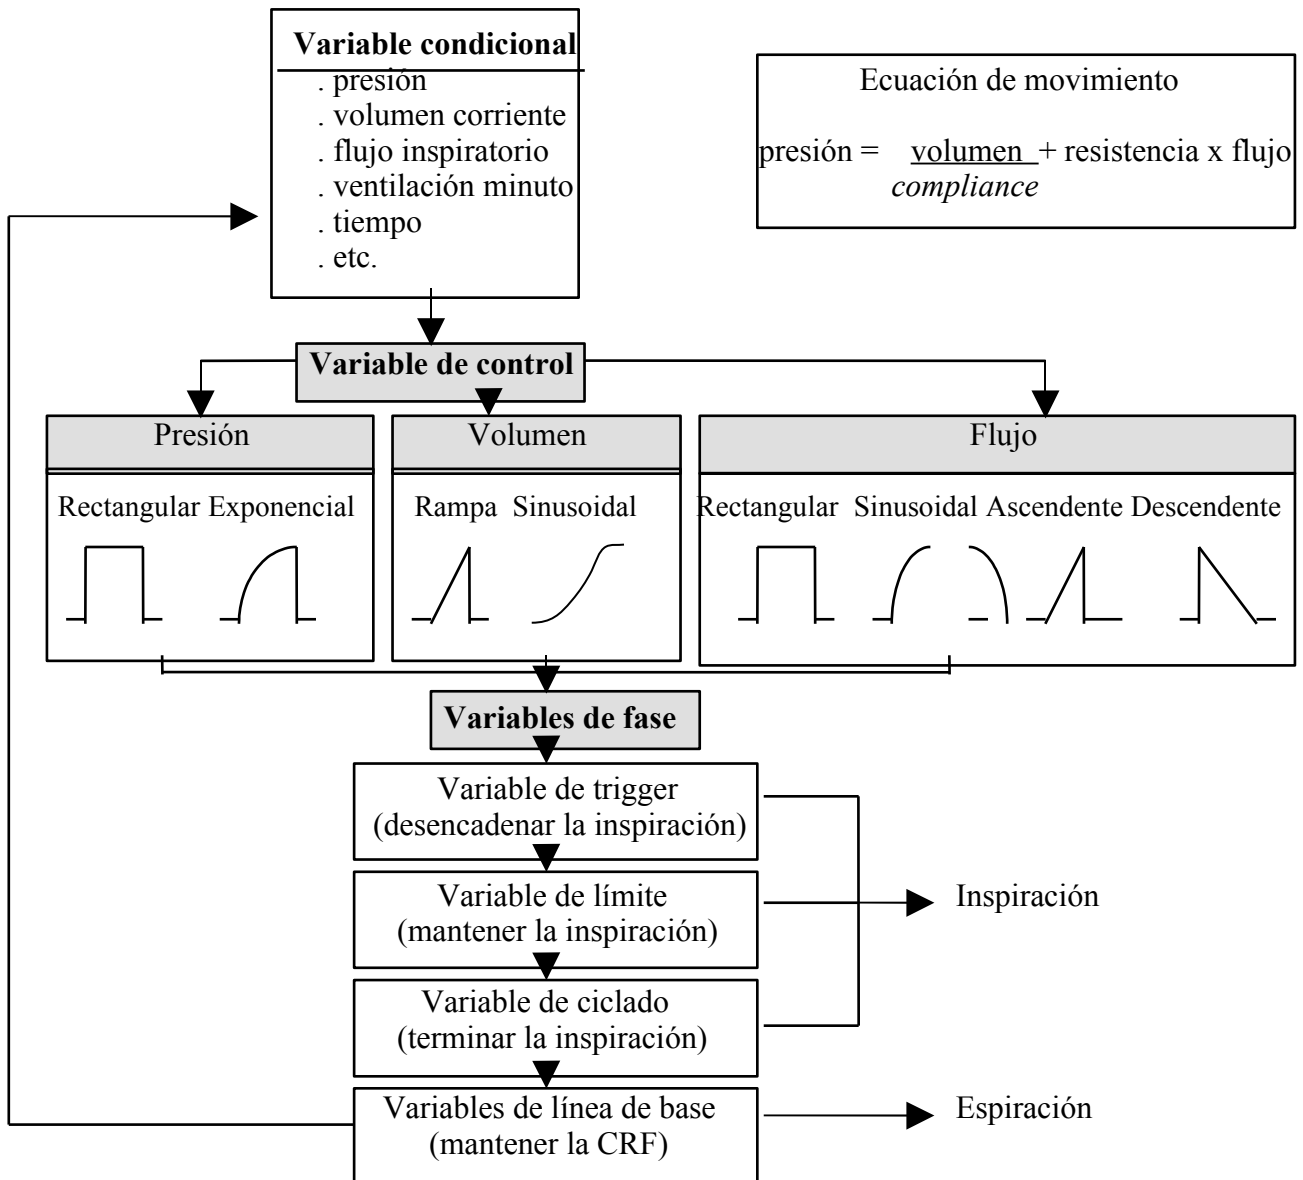 Variable condicional
. presión
. volumen corriente
. flujo inspiratorio
. ventilación minuto
. tiempo
. etc.
Ecuación de movimiento
presión = volumen + resistencia x flujo
compliance
Variable de control
Presión
Rectangular Exponencial
Volumen
Rampa Sinusoidal
Flujo
Rectangular Sinusoidal Ascendente Descendente
Variables de fase
Variable de trigger
(desencadenar la inspiración)
Variable de límite
(mantener la inspiración)
Inspiración
Variable de ciclado
(terminar la inspiración)
Variables de línea de base
(mantener la CRF)
Espiración